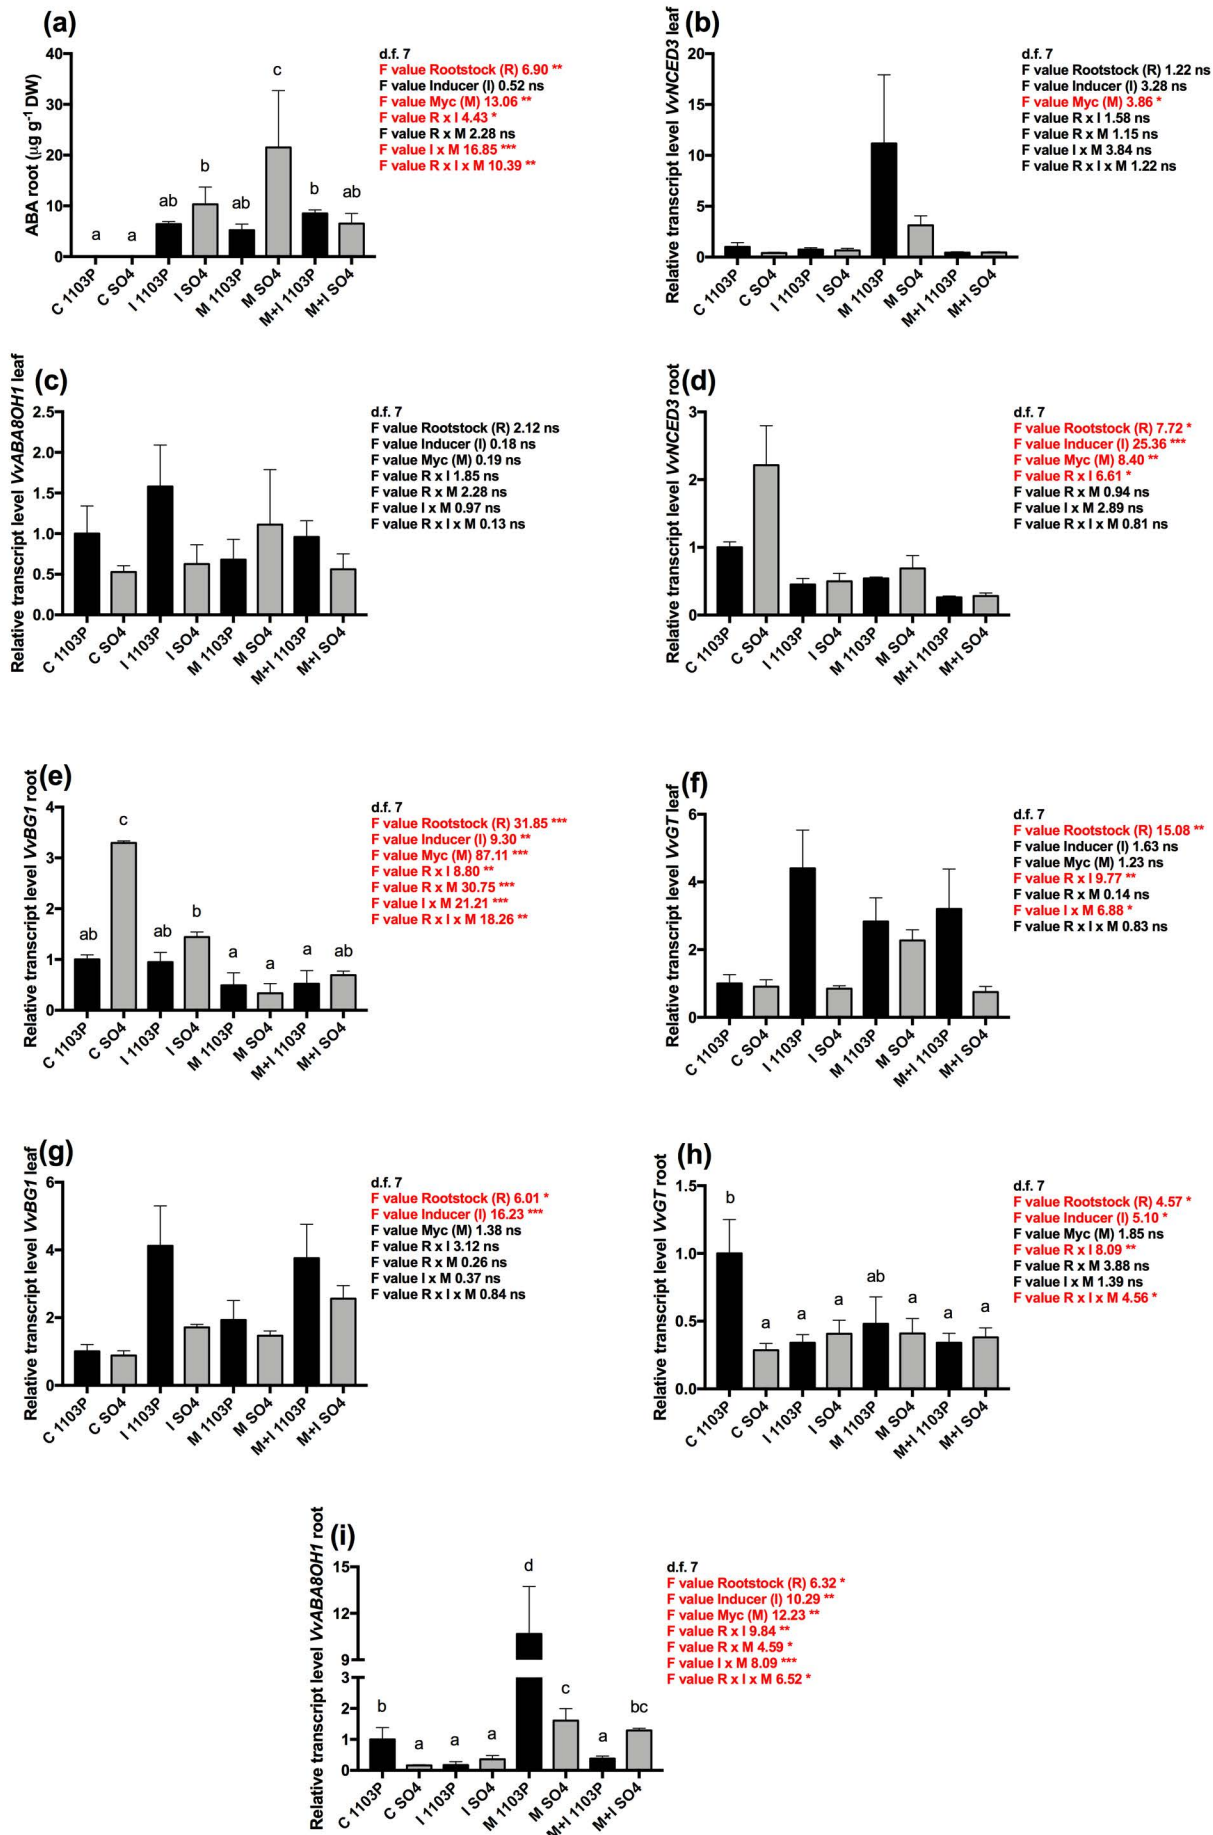 (a)
ABA root (µg g-1 DW)
40
30
20
10
0
a
a
ab
b
ab
c
b
ab
C 1103P
C SO4
I 1103P
I SO4
M 1103P
M SO4
M+I 1103P
M+I SO4
d.f. 7
F value Rootstock (R) 6.90 **
F value Inducer (I) 0.52 ns
F value Myc (M) 13.06 **
F value R x I 4.43 *
F value R x M 2.28 ns
F value I x M 16.85 ***
F value R x I x M 10.39 **
(b)
Relative transcript level VvNCED3 leaf
20
15
10
5
0
C 1103P
C SO4
I 1103P
I SO4
M 1103P
M SO4
M+I 1103P
M+I SO4
d.f. 7
F value Rootstock (R) 1.22 ns
F value Inducer (I) 3.28 ns
F value Myc (M) 3.86 *
F value R x I 1.58 ns
F value R x M 1.15 ns
F value I x M 3.84 ns
F value R x I x M 1.22 ns
(c)
Relative transcript level VvABA8OH1 leaf
2.5
2.0
1.5
1.0
0.5
0.0
C 1103P
C SO4
I 1103P
I SO4
M 1103P
M SO4
M+I 1103P
M+I SO4
d.f. 7
F value Rootstock (R) 2.12 ns
F value Inducer (I) 0.18 ns
F value Myc (M) 0.19 ns
F value R x I 1.85 ns
F value R x M 2.28 ns
F value I x M 0.97 ns
F value R x I x M 0.13 ns
(d)
Relative transcript level VvNCED3 root
3
2
1
0
C 1103P
C SO4
I 1103P
I SO4
M 1103P
M SO4
M+I 1103P
M+I SO4
d.f. 7
F value Rootstock (R) 7.72 *
F value Inducer (I) 25.36 ***
F value Myc (M) 8.40 **
F value R x I 6.61 *
F value R x M 0.94 ns
F value I x M 2.89 ns
F value R x I x M 0.81 ns
(e)
Relative transcript level VvBG1 root
4
3
2
1
0
ab
c
ab
b
a
a
a
ab
C 1103P
C SO4
I 1103P
I SO4
M 1103P
M SO4
M+I 1103P
M+I SO4
d.f. 7
F value Rootstock (R) 31.85 ***
F value Inducer (I) 9.30 **
F value Myc (M) 87.11 ***
F value R x I 8.80 **
F value R x M 30.75 ***
F value I x M 21.21 ***
F value R x I x M 18.26 **
(f)
Relative transcript level VvGT leaf
6
4
2
0
C 1103P
C SO4
I 1103P
I SO4
M 1103P
M SO4
M+I 1103P
M+I SO4
d.f. 7
F value Rootstock (R) 15.08 **
F value Inducer (I) 1.63 ns
F value Myc (M) 1.23 ns
F value R x I 9.77 **
F value R x M 0.14 ns
F value I x M 6.88 *
F value R x I x M 0.83 ns
(g)
Relative transcript level VvBG1 leaf
6
4
2
0
C 1103P
C SO4
I 1103P
I SO4
M 1103P
M SO4
M+I 1103P
M+I SO4
d.f. 7
F value Rootstock (R) 6.01 *
F value Inducer (I) 16.23 ***
F value Myc (M) 1.38 ns
F value R x I 3.12 ns
F value R x M 0.26 ns
F value I x M 0.37 ns
F value R x I x M 0.84 ns
(h)
Relative transcript level VvGT root
1.5
1.0
0.5
0.0
b
a
a
a
ab
a
a
a
C 1103P
C SO4
I 1103P
I SO4
M 1103P
M SO4
M+I 1103P
M+I SO4
d.f. 7
F value Rootstock (R) 4.57 *
F value Inducer (I) 5.10 *
F value Myc (M) 1.85 ns
F value R x I 8.09 **
F value R x M 3.88 ns
F value I x M 1.39 ns
F value R x I x M 4.56 *
(i)
Relative transcript level VvABA8OH1 root
15
12
9
3
2
1
0
b
a
a
a
d
c
a
bc
C 1103P
C SO4
I 1103P
I SO4
M 1103P
M SO4
M+I 1103P
M+I SO4
d.f. 7
F value Rootstock (R) 6.32 *
F value Inducer (I) 10.29 **
F value Myc (M) 12.23 **
F value R x I 9.84 **
F value R x M 4.59 *
F value I x M 8.09 ***
F value R x I x M 6.52 *